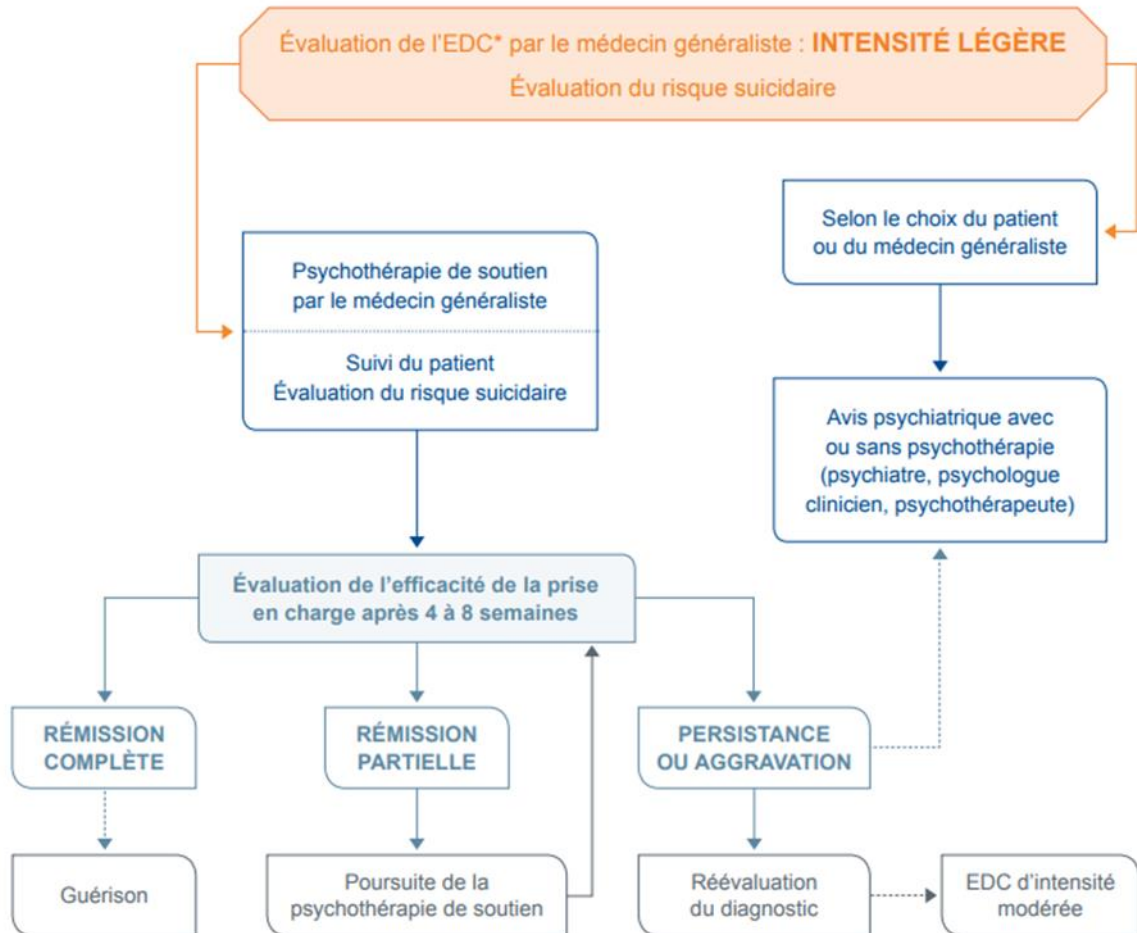 Évaluation de l'EDC* par le médecin généraliste : INTENSITÉ LÉGÈRE
Évaluation du risque suicidaire
Selon le choix du patient
ou du médecin généraliste
Psychothérapie de soutien
par le médecin généraliste
Suivi du patient
Évaluation du risque suicidaire
Avis psychiatrique avec
ou sans psychothérapie
(psychiatre, psychologue
clinicien, psychothérapeute)
Évaluation de l'efficacité de la prise
en charge après 4 à 8 semaines
RÉMISSION
COMPLÈTE
RÉMISSION
PARTIELLE
PERSISTANCE
OU AGGRAVATION
Guérison
Poursuite de la
psychothérapie de soutien
Réévaluation
du diagnostic
EDC d'intensité
modérée